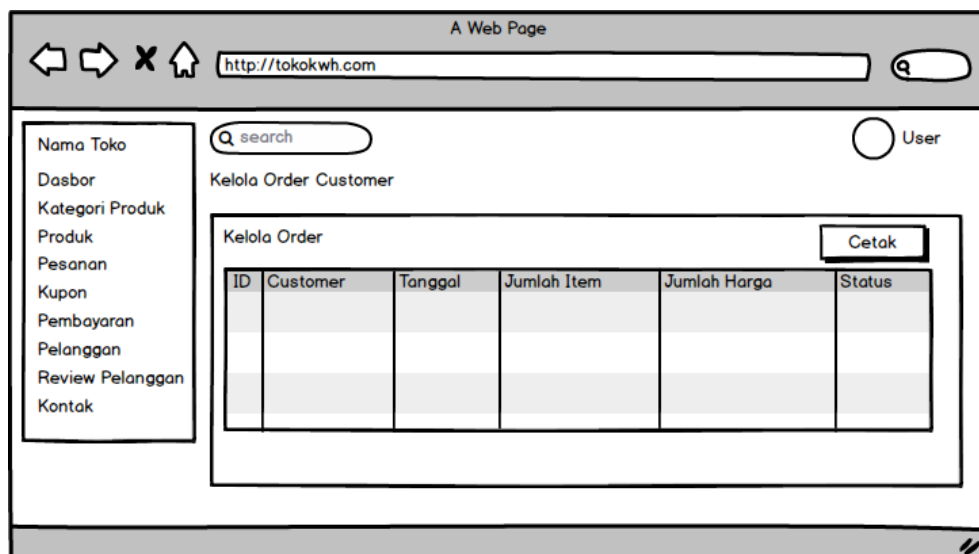 A Web Page
http://tokokwh.com
Nama Toko
Dasbor
Kategori Produk
Produk
Pesanan
Kupon
Pembayaran
Pelanggan
Review Pelanggan
Kontak
search
User
Kelola Order Customer
Kelola Order
Cetak
ID Customer Tanggal Jumlah Item Jumlah Harga Status